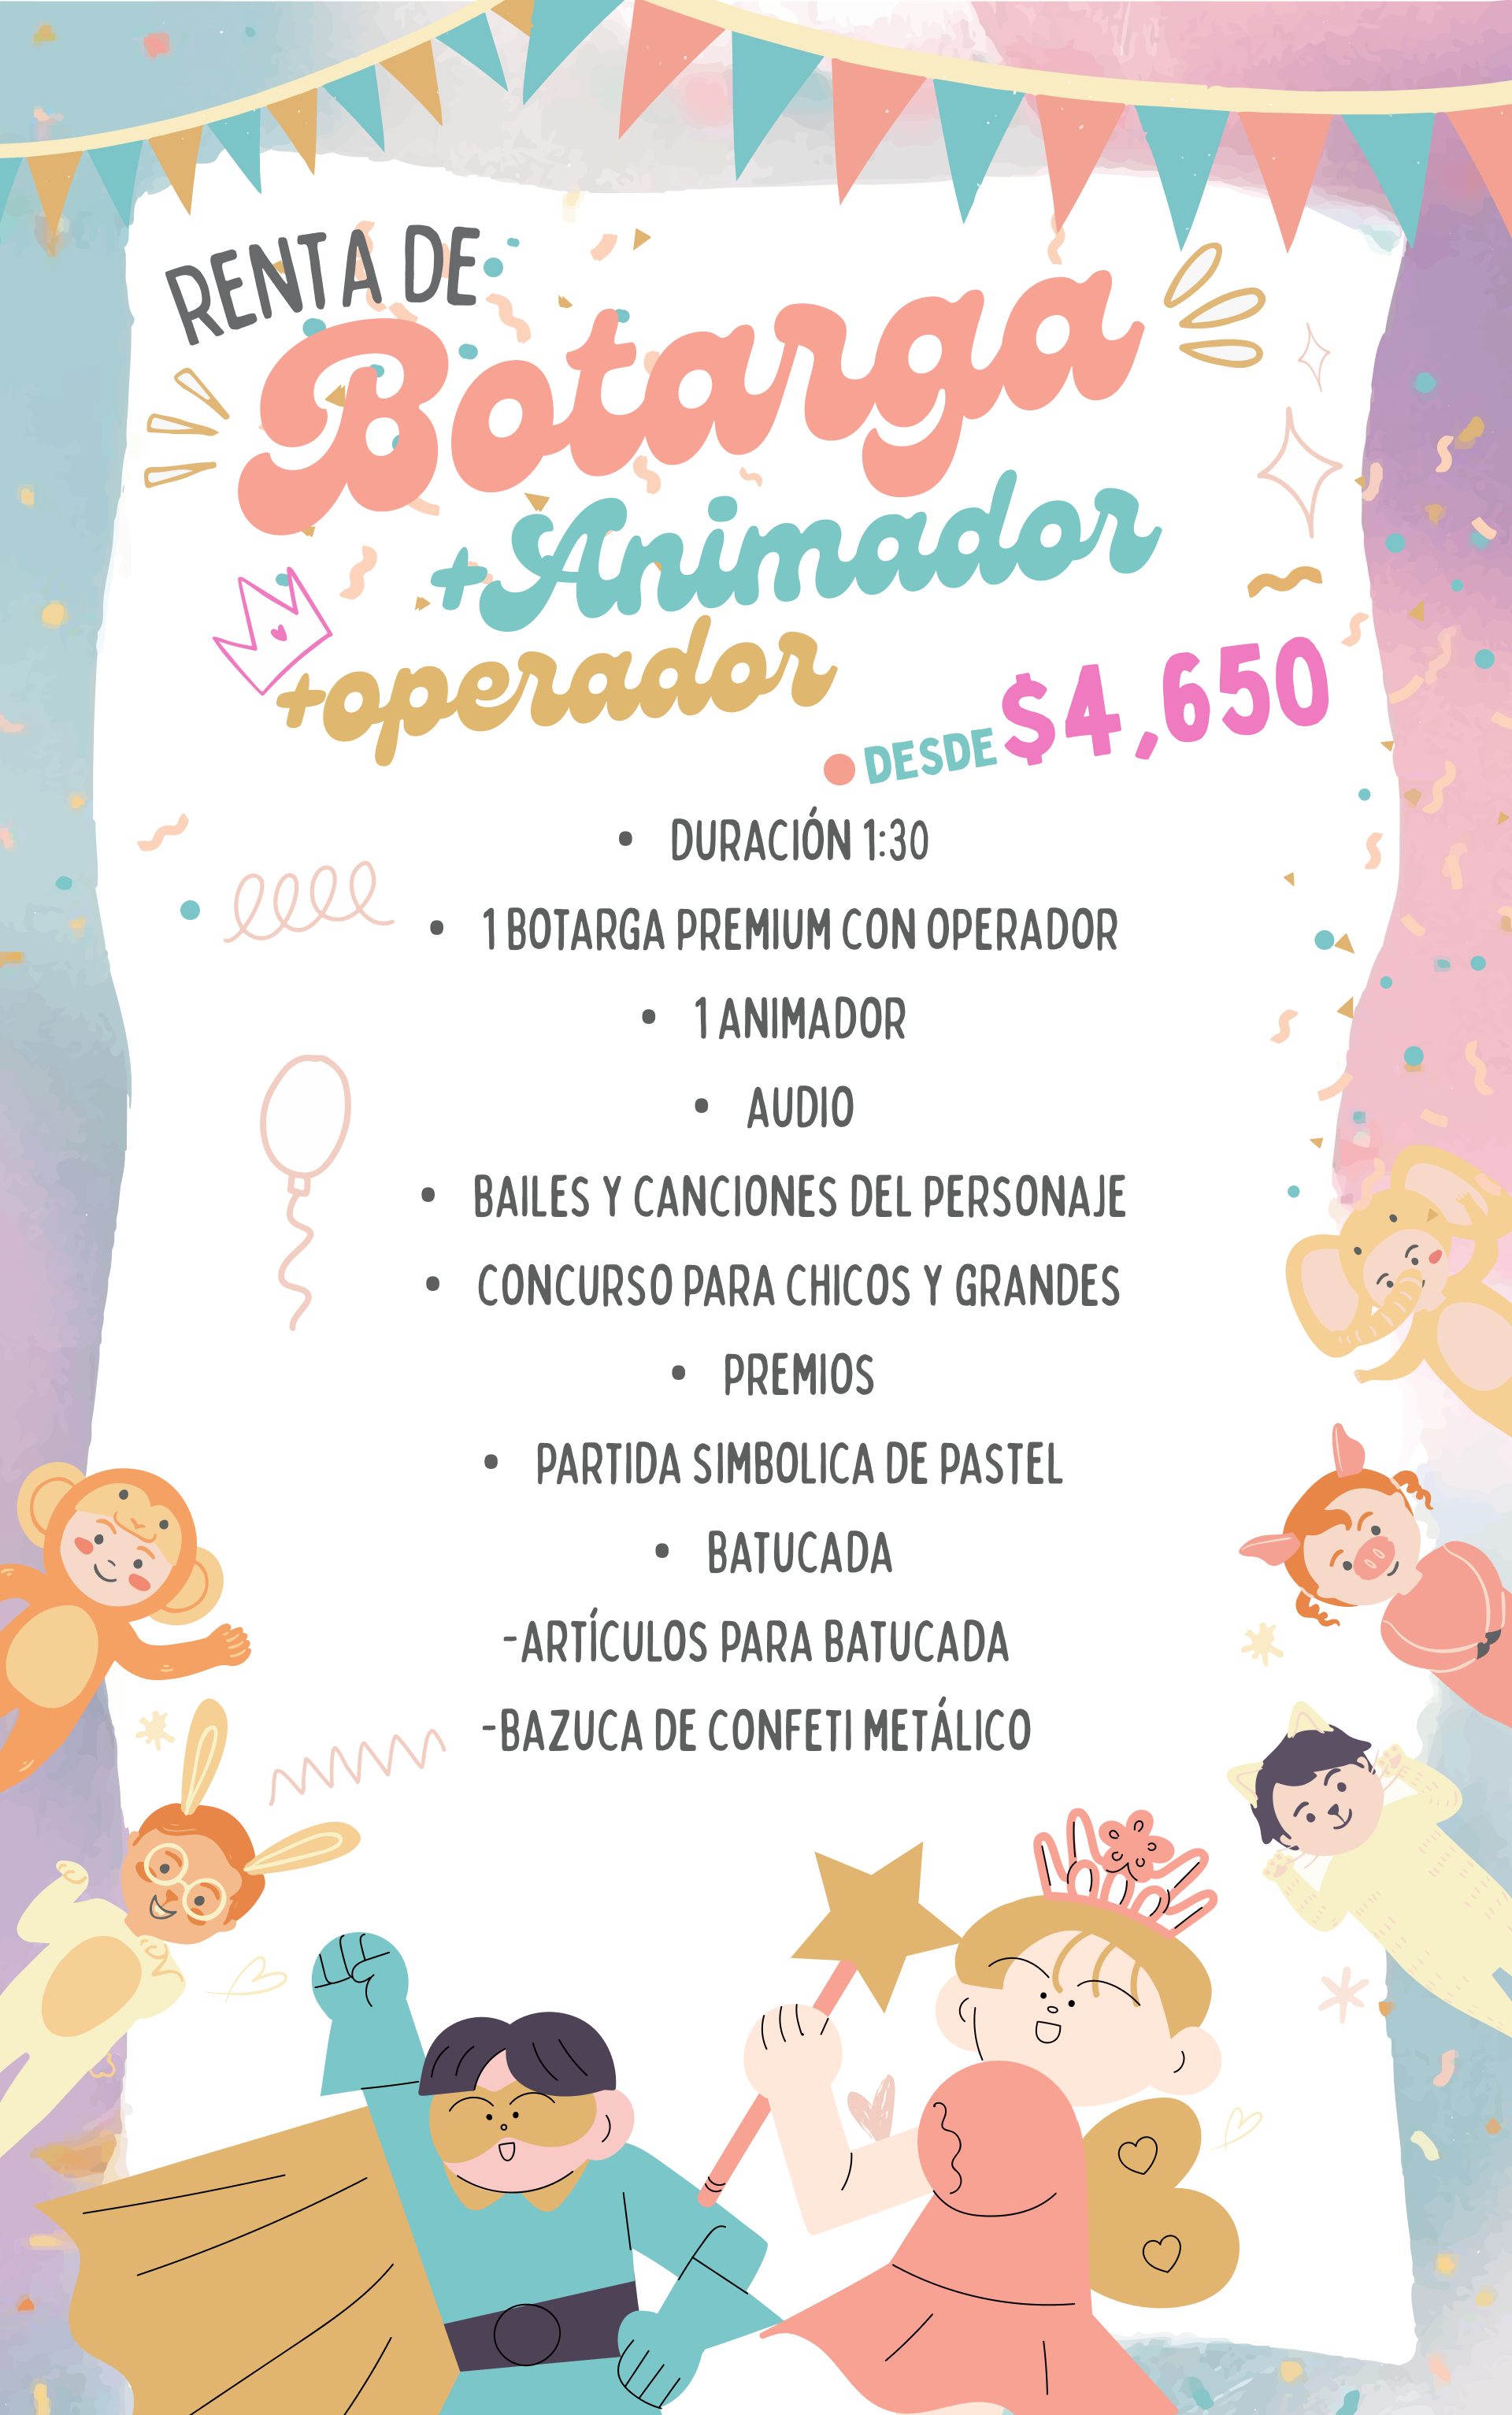 RENTA DE
Botarga
+Animador
+operador
DESDE $4,650
• DURACIÓN 1:30
• 1 BOTARGA PREMIUM CON OPERADOR
• 1 ANIMADOR
• AUDIO
• BAILES Y CANCIONES DEL PERSONAJE
• CONCURSO PARA CHICOS Y GRANDES
• PREMIOS
• PARTIDA SIMBOLICA DE PASTEL
• BATUCADA
-ARTÍCULOS PARA BATUCADA
-BAZUCA DE CONFETI METÁLICO